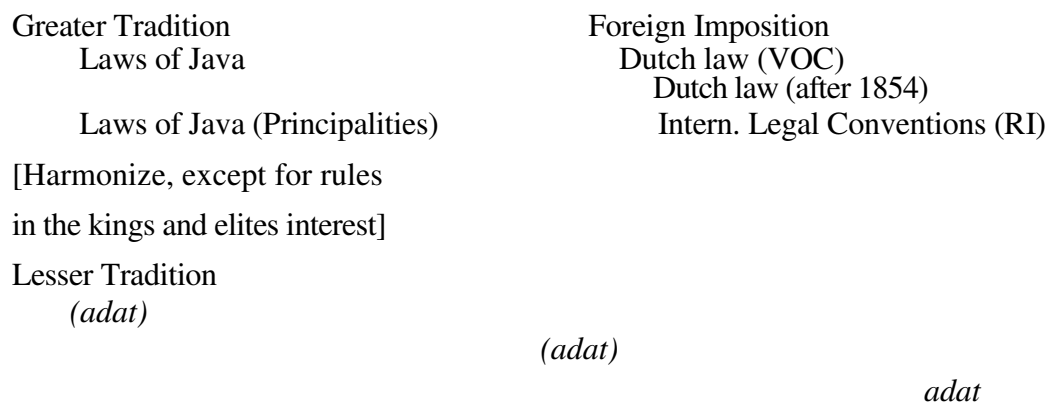 Greater Tradition Foreign Imposition
Laws of Java Dutch law (VOC)
Dutch law (after 1854)
Laws of Java (Principalities) Intern. Legal Conventions (RI)
[Harmonize, except for rules
in the kings and elites interest]
Lesser Tradition
(adat)
(adat)
adat